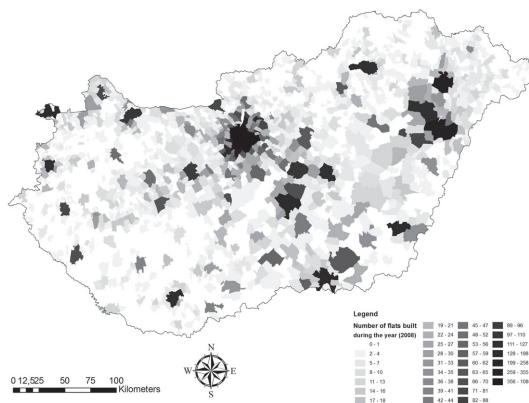 Legend
Number of flats built
during the year (2008)
0 - 1
2 - 4
5 - 7
8 - 10
11 - 13
14 - 16
17 - 18
19 - 21
22 - 24
25 - 27
28 - 30
31 - 33
34 - 35
36 - 38
39 - 41
42 - 44
45 - 47
48 - 52
53 - 56
57 - 59
60 - 62
63 - 65
66 - 70
71 - 81
82 - 88
89 - 96
97 - 110
111 - 127
128 - 198
199 - 258
259 - 355
N
W E
S
0 12,525 50 75 100
Kilometers